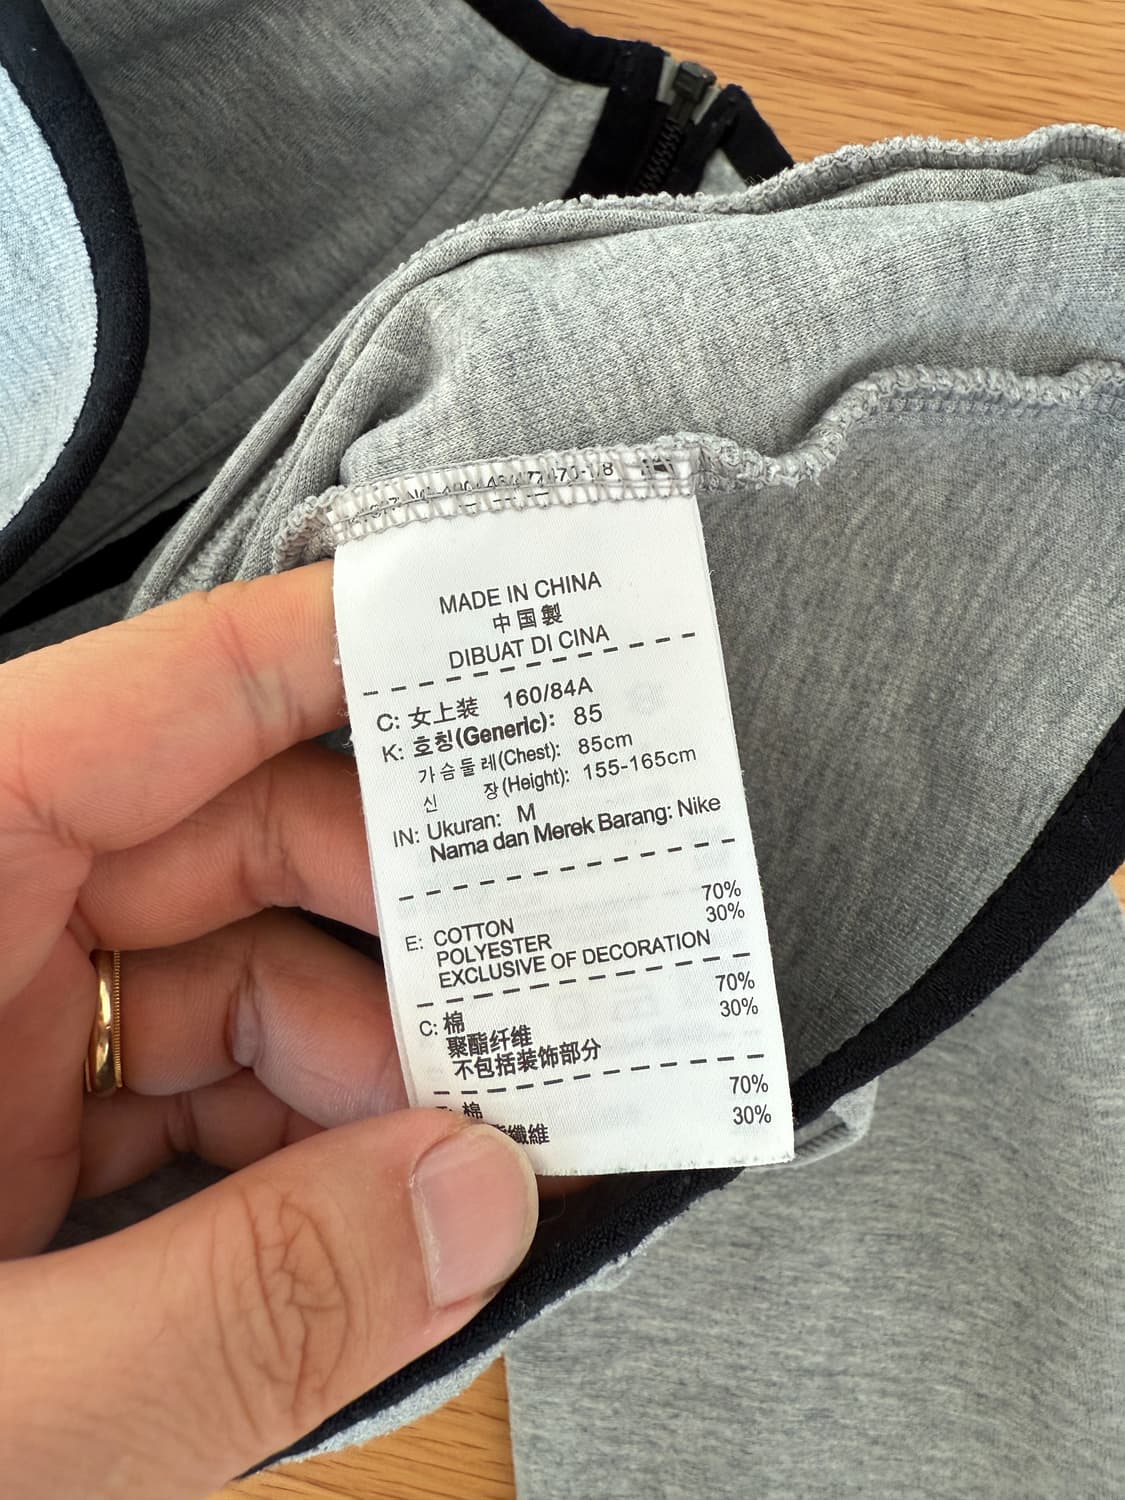 MADE IN CHINA
中国製
DIBUAT DI CINA
C: 女上装 160/84A
K: 호칭(Generic): 85
가슴둘레(Chest): 85cm
신 장(Height): 155-165cm
IN: Ukuran: M
Nama dan Merek Barang: Nike
70%
E: COTTON 30%
POLYESTER
EXCLUSIVE OF DECORATION
70%
C: 棉 30%
聚酯纤维
不包括装饰部分
70%
棉 30%
纖維